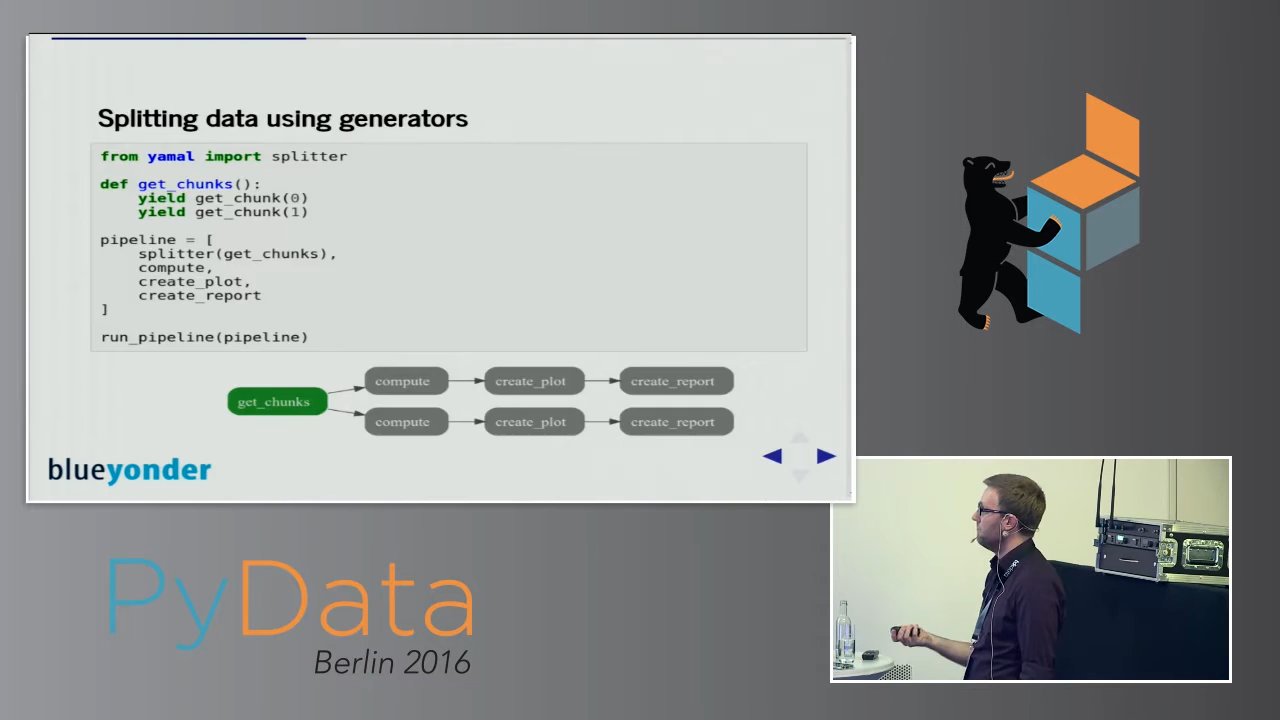 Splitting data using generators
from yamal import splitter
def get_chunks():
    yield get_chunk(0)
    yield get_chunk(1)
pipeline = [
    splitter(get_chunks),
    compute,
    create_plot,
    create_report
]
run_pipeline(pipeline)
compute create_plot create_report
get_chunks
compute create_plot create_report
blueyonder
PyData
Berlin 2016